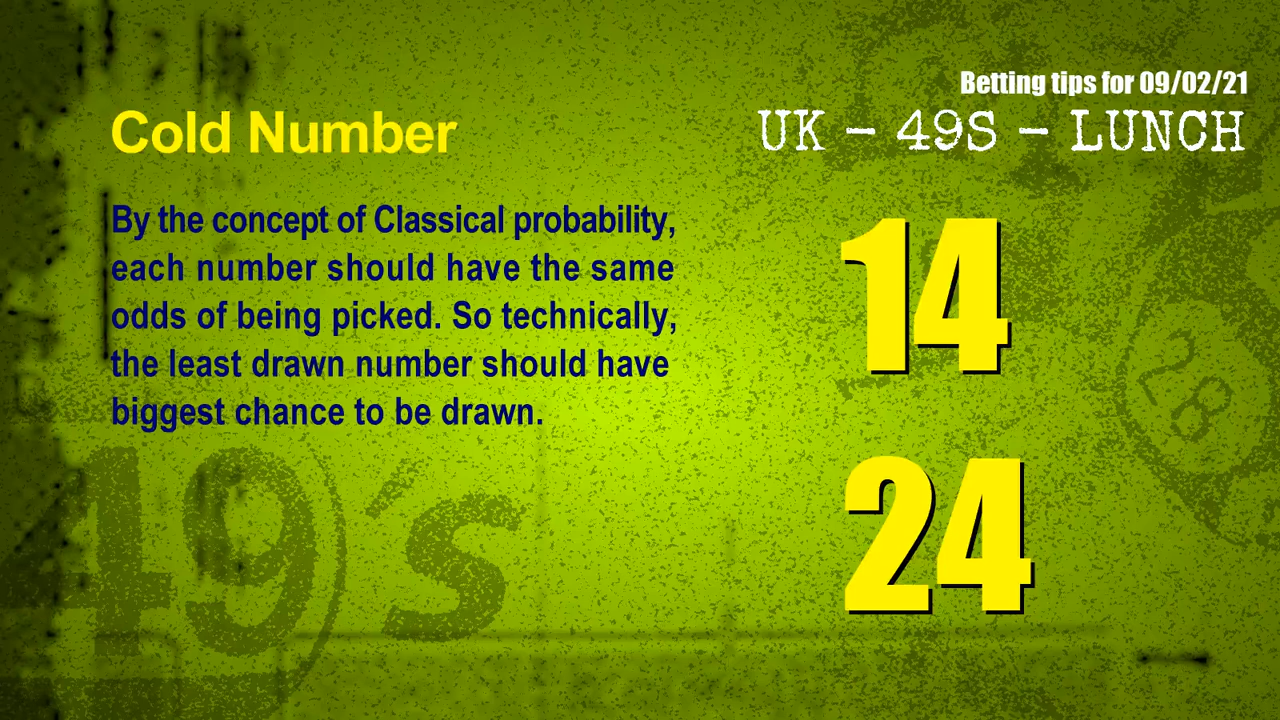 Betting tips for 09/02/21
UK - 49S - LUNCH
Cold Number
By the concept of Classical probability,
each number should have the same
odds of being picked. So technically,
the least drawn number should have
biggest chance to be drawn.
14
24
28
49's